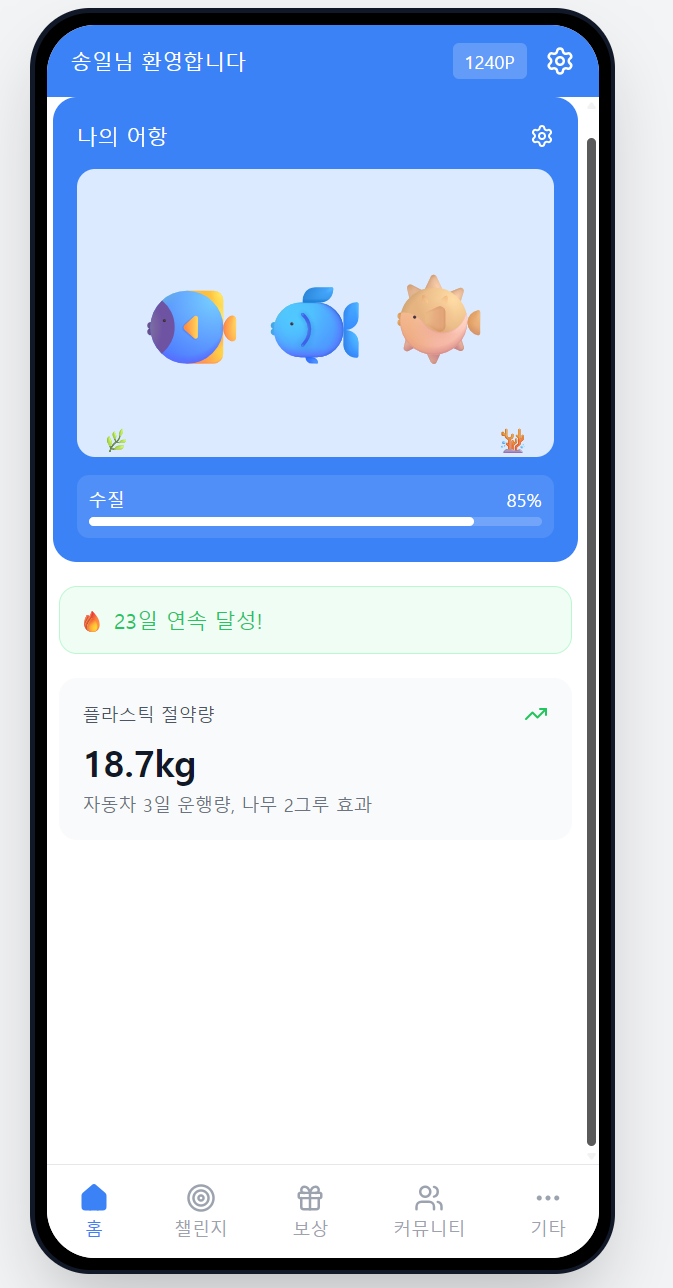 송일님 환영합니다
1240P
나의 어항
수질
85%
23일 연속 달성!
플라스틱 절약량
18.7kg
자동차 3일 운행량, 나무 2그루 효과
홈
챌린지
보상
커뮤니티
기타